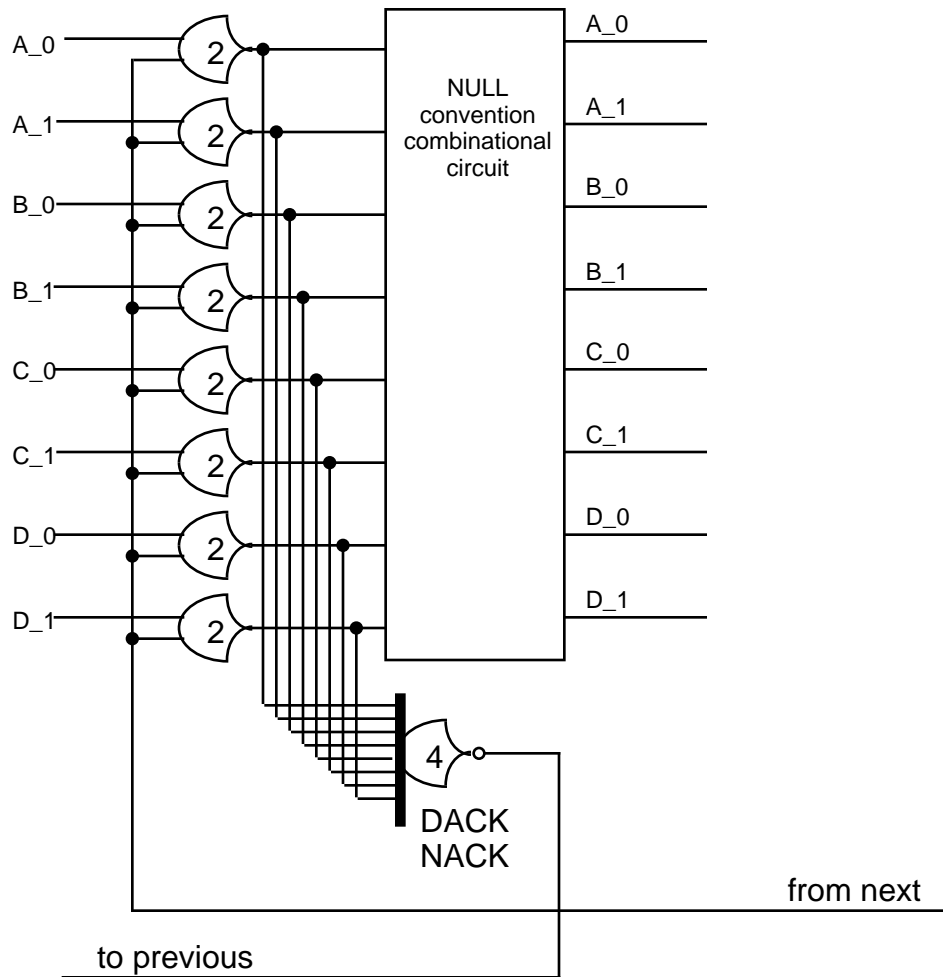 A_0
2
A_0
A_1
2
A_1
B_0
2
B_0
B_1
2
B_1
C_0
2
C_0
C_1
2
C_1
D_0
2
D_0
D_1
2
D_1
NULL
convention
combinational
circuit
4
DACK
NACK
from next
to previous